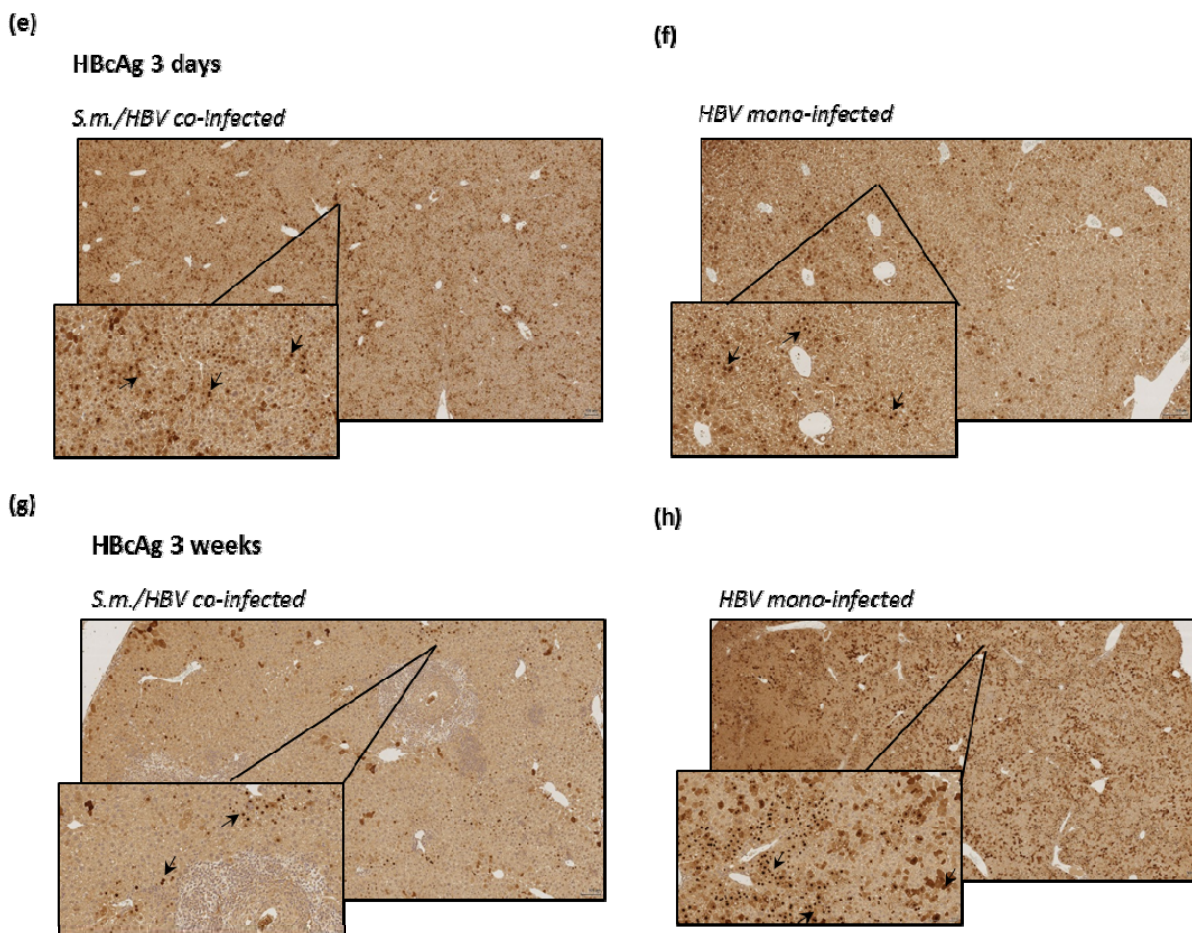 (e)
HBcAg 3 days
S.m./HBV co-infected
(f)
HBV mono-infected
(g)
HBcAg 3 weeks
S.m./HBV co-infected
(h)
HBV mono-infected